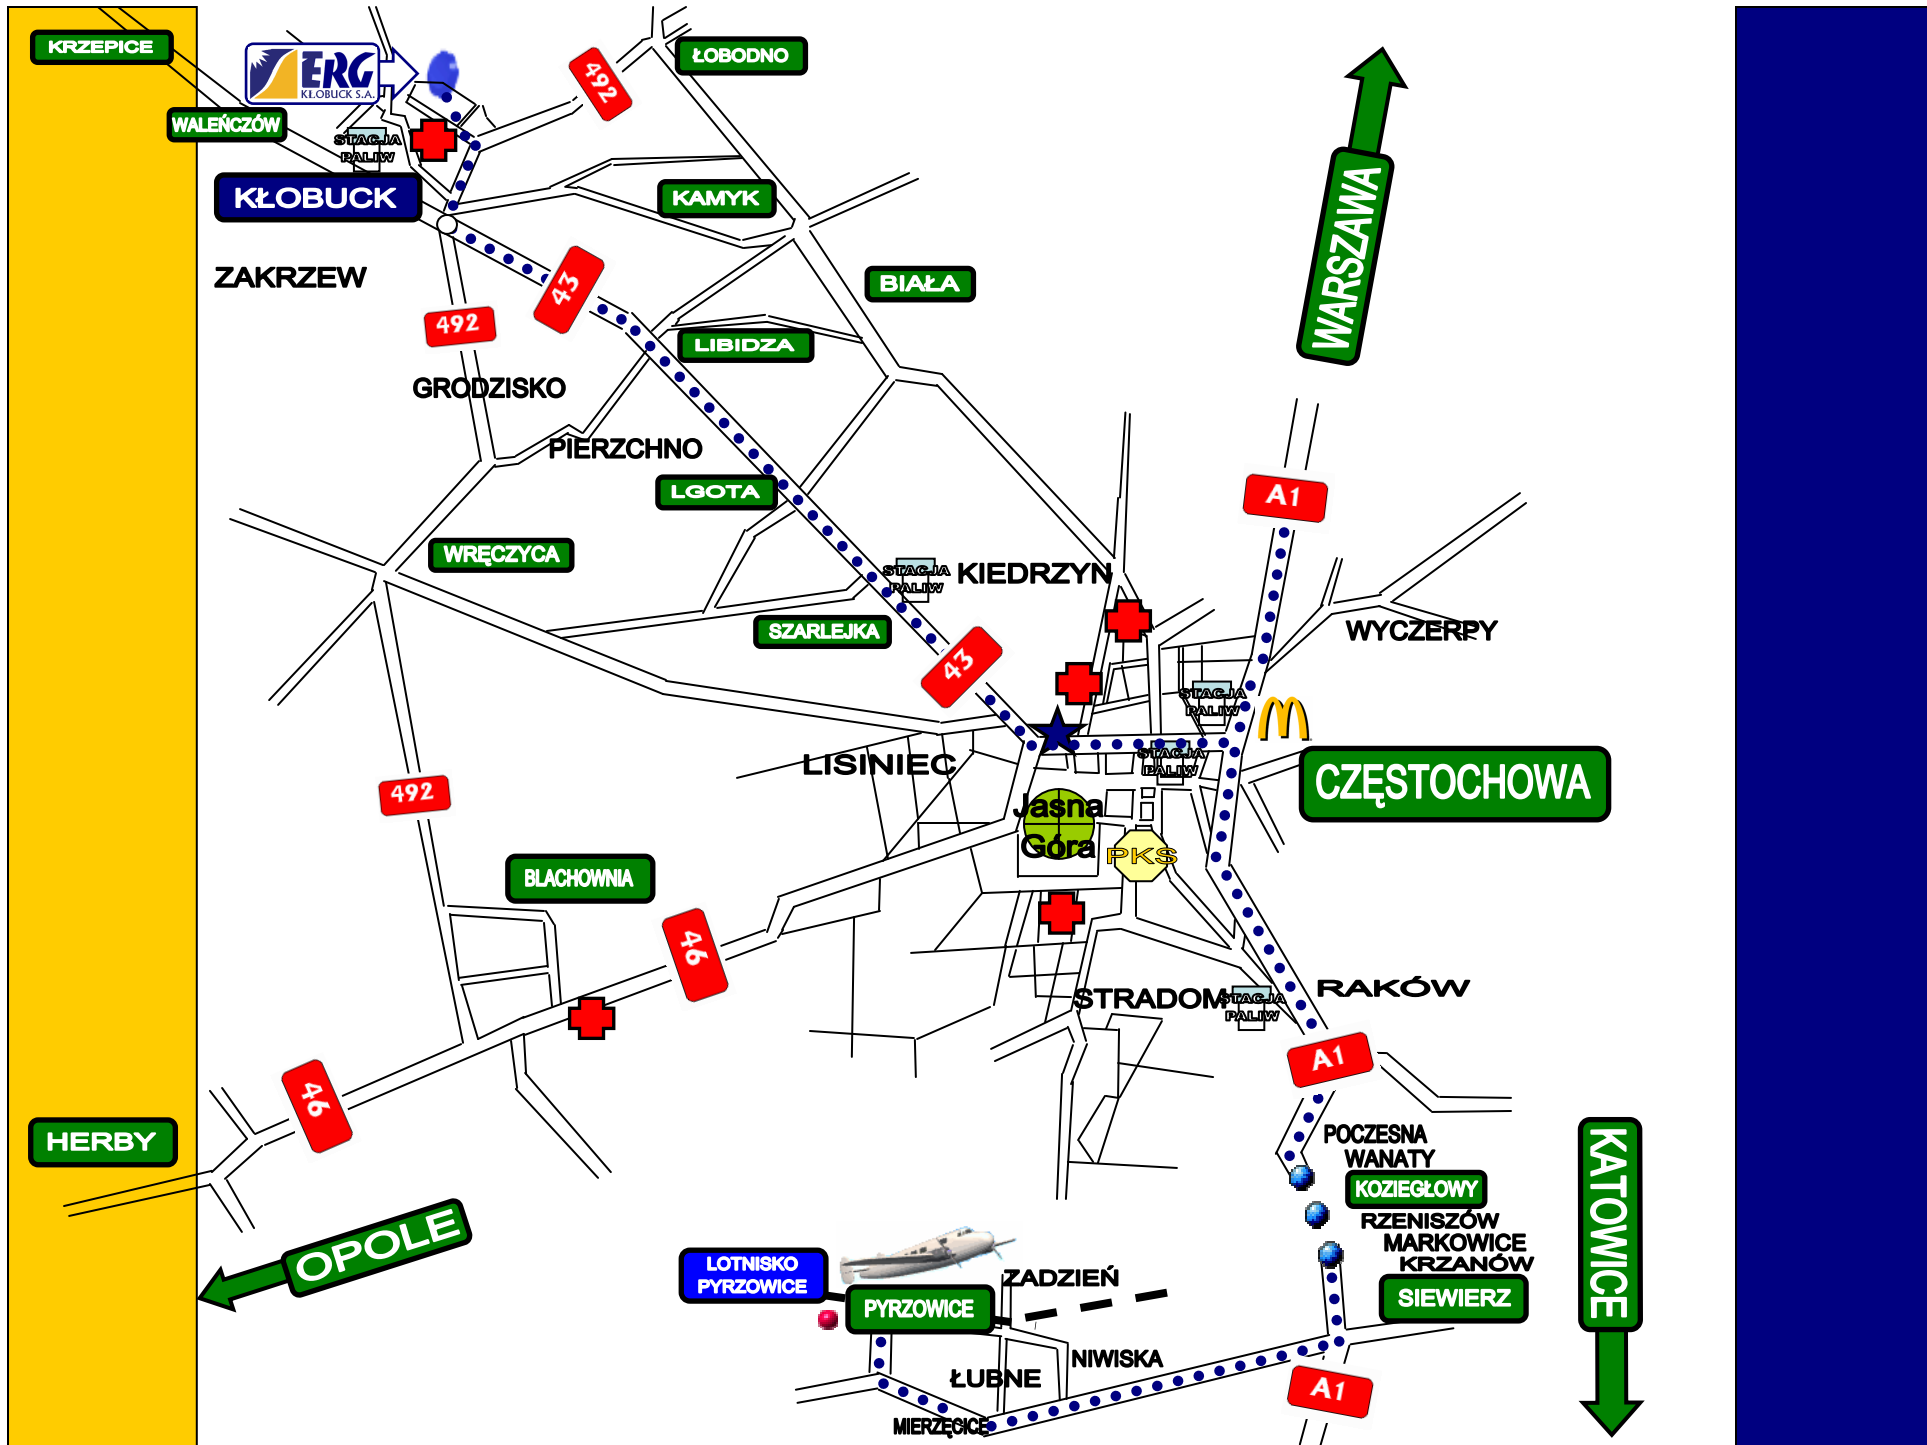 KRZEPICE
ERG
KŁOBUCK S.A.
492
ŁOBODNO
WALEŃCZÓW
STACJA
PALIW
KŁOBUCK
KAMYK
WARSZAWA
ZAKRZEW
43
BIAŁA
492
LIBIDZA
GRODZISKO
PIERZCHNO
LGOTA
A1
WRĘCZYCA
STACJA
PALIW
KIEDRZYN
SZARLEJKA
WYCZERPY
43
STACJA
PALIW
LISINIEC
STACJA
PALIW
CZĘSTOCHOWA
492
Jasna
Góra
PKS
BLACHOWNIA
46
STRADOM
STACJA
PALIW
RAKÓW
A1
46
HERBY
POCZESNA
WANATY
KOZIEGŁOWY
RZENISZÓW
MARKOWICE
KRZANÓW
SIEWIERZ
KATOWICE
OPOLE
LOTNISKO
PYRZOWICE
ZADZIEŃ
PYRZOWICE
NIWISKA
ŁUBNE
A1
MIERZĘCICE